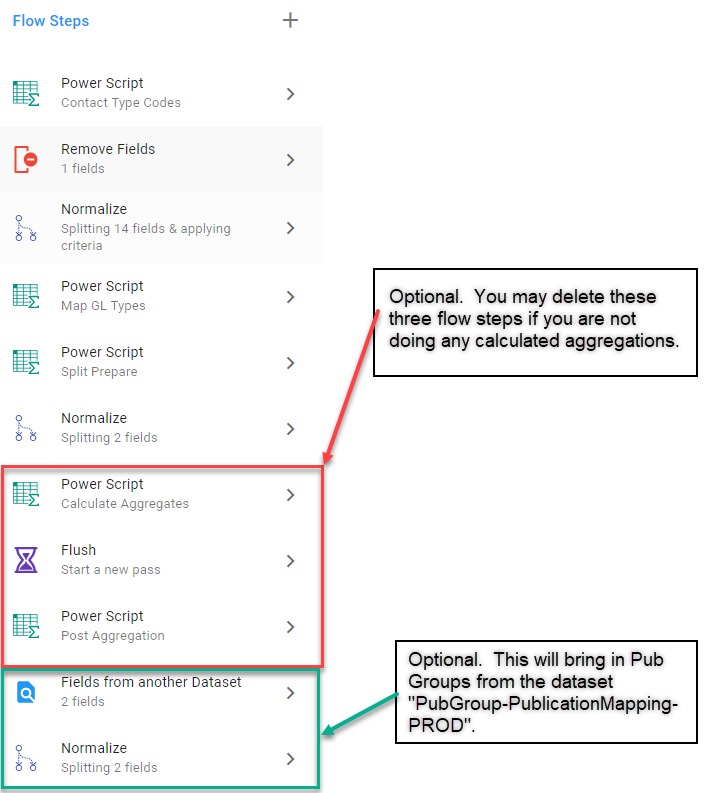 Flow Steps
Power Script
Contact Type Codes
Remove Fields
1 fields
Normalize
Splitting 14 fields & applying
criteria
Power Script
Map GL Types
Optional.  You may delete these
three flow steps if you are not
doing any calculated aggregations.
Power Script
Split Prepare
Normalize
Splitting 2 fields
Power Script
Calculate Aggregates
Flush
Start a new pass
Power Script
Post Aggregation
Optional.  This will bring in Pub
Groups from the dataset
"PubGroup-PublicationMapping-
PROD".
Fields from another Dataset
2 fields
Normalize
Splitting 2 fields